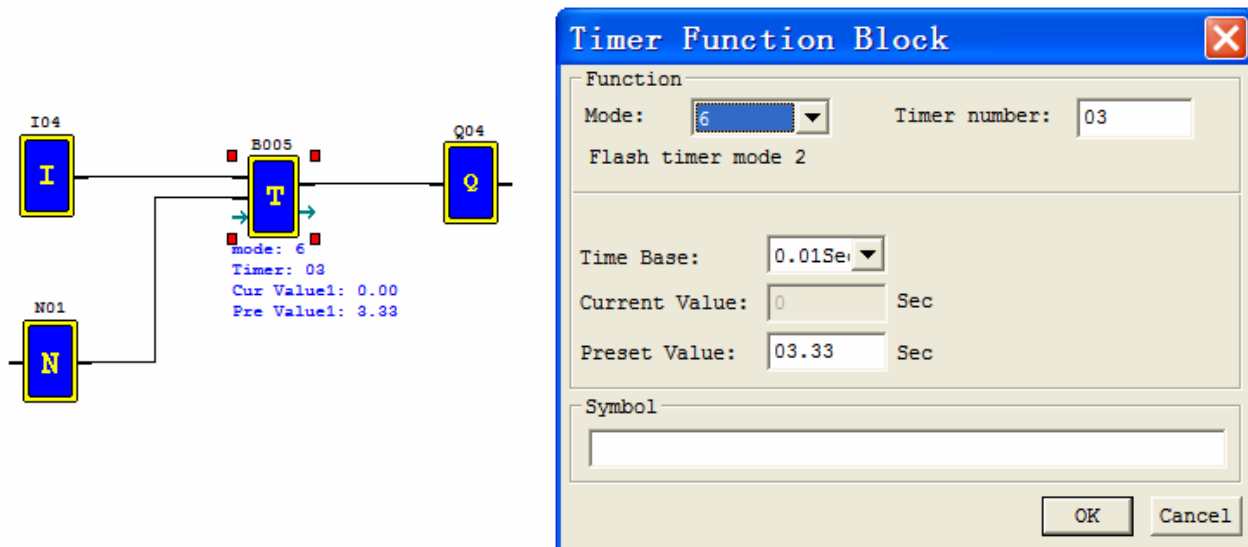 I04
I
B005
T
Q04
Q
mode: 6
Timer: 03
Cur Value1: 0.00
Pre Value1: 3.33
N01
N
Timer Function Block
Function
Mode: 6 Timer number: 03
Flash timer mode 2
Time Base: 0.01Se
Current Value: 0 Sec
Preset Value: 03.33 Sec
Symbol
OK Cancel